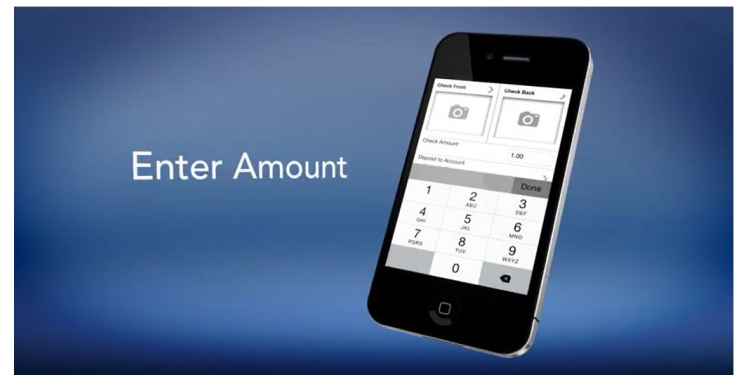 Enter Amount
Check Front
Check Back
Check Amount
1.00
Deposit to Account
Done
1
2
ABC
3
DEF
4
GHI
5
JKL
6
MNO
7
PQRS
8
TUV
9
WXYZ
0